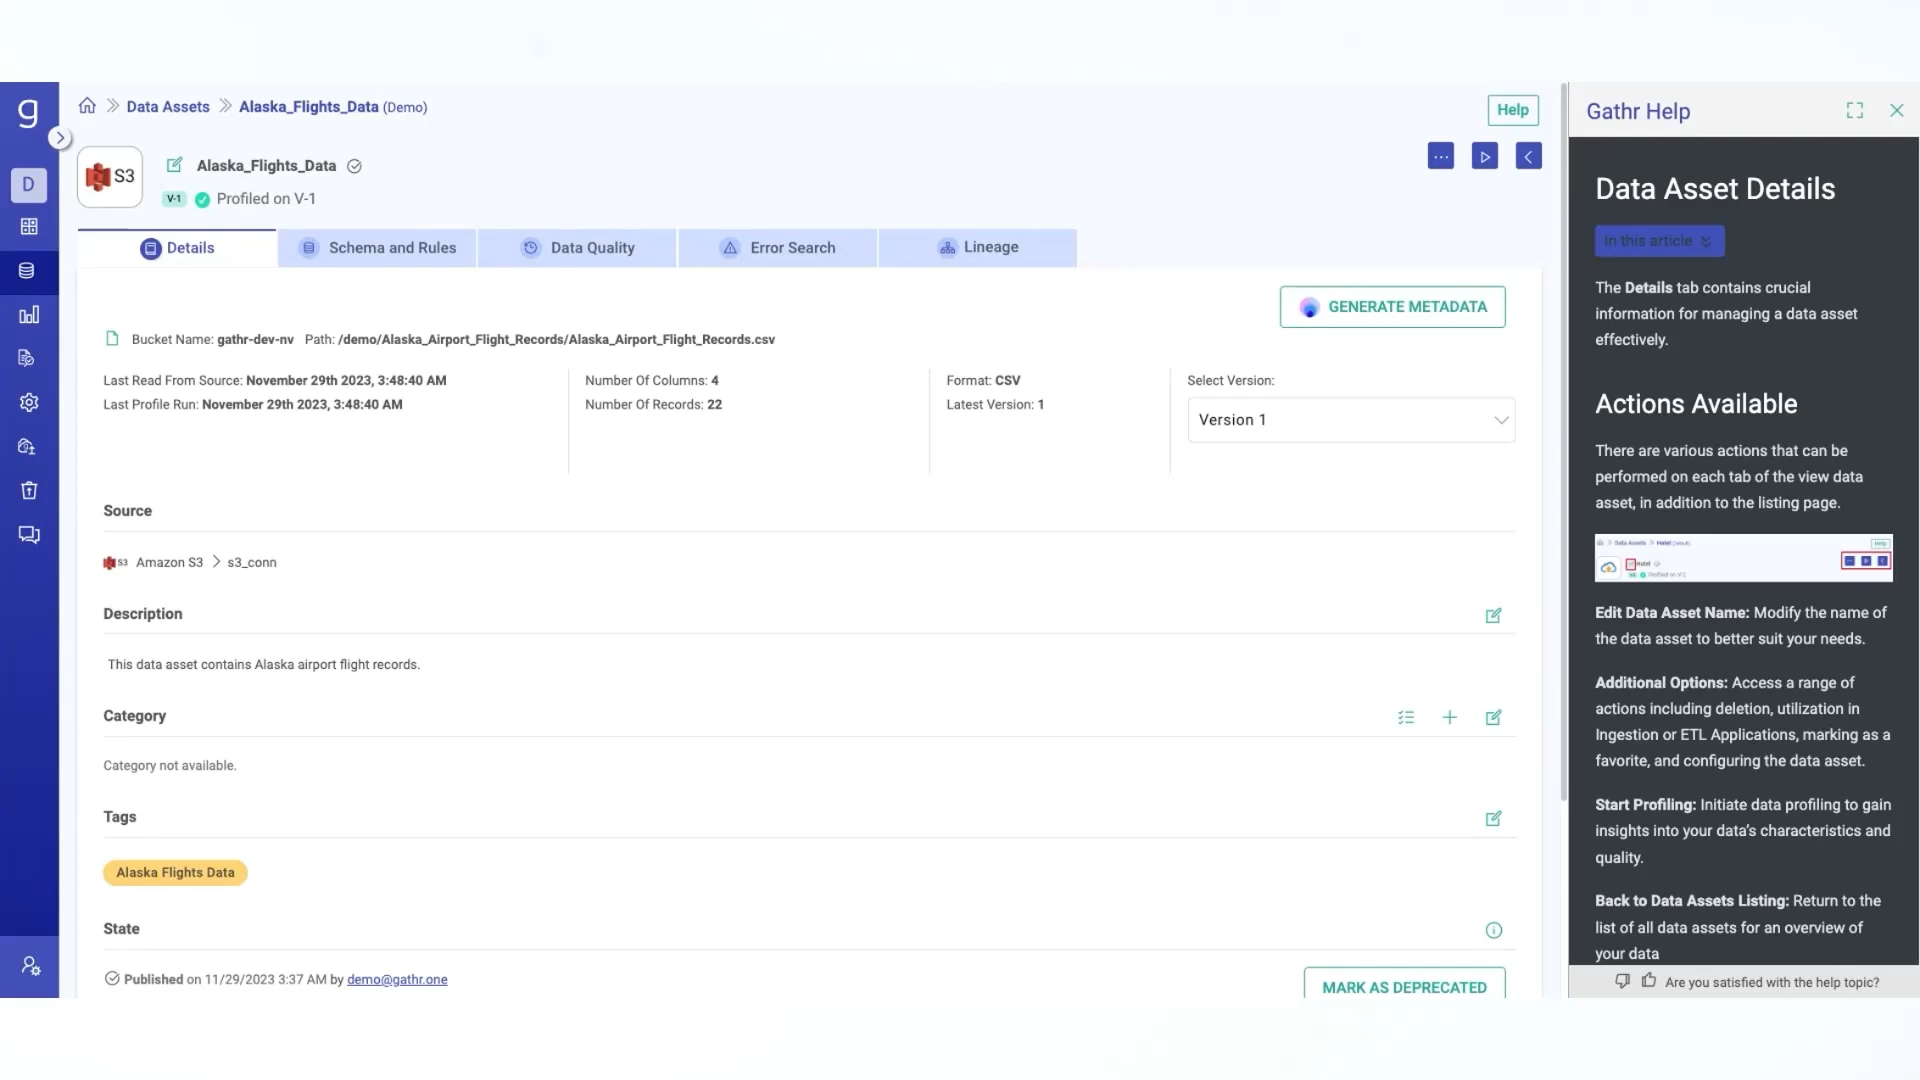 g
Data Assets Alaska_Flights_Data (Demo)
Help
D
S3
Alaska_Flights_Data
V-1 Profiled on V-1
Details
Schema and Rules
Data Quality
Error Search
Lineage
GENERATE METADATA
Bucket Name: gathr-dev-nv Path: /demo/Alaska_Airport_Flight_Records/Alaska_Airport_Flight_Records.csv
Last Read From Source: November 29th 2023, 3:48:40 AM
Last Profile Run: November 29th 2023, 3:48:40 AM
Number Of Columns: 4
Number Of Records: 22
Format: CSV
Latest Version: 1
Select Version:
Version 1
Source
S3 Amazon S3 > s3_conn
Description
This data asset contains Alaska airport flight records.
Category
Category not available.
Tags
Alaska Flights Data
State
Published on 11/29/2023 3:37 AM by demo@gathr.one
MARK AS DEPRECATED
Gathr Help
Data Asset Details
In this article
The Details tab contains crucial
information for managing a data asset
effectively.
Actions Available
There are various actions that can be
performed on each tab of the view data
asset, in addition to the listing page.
Data Assets Hotel
Help
Hotel
Profiled on V-2
Edit Data Asset Name: Modify the name of
the data asset to better suit your needs.
Additional Options: Access a range of
actions including deletion, utilization in
Ingestion or ETL Applications, marking as a
favorite, and configuring the data asset.
Start Profiling: Initiate data profiling to gain
insights into your data's characteristics and
quality.
Back to Data Assets Listing: Return to the
list of all data assets for an overview of
your data
Are you satisfied with the help topic?